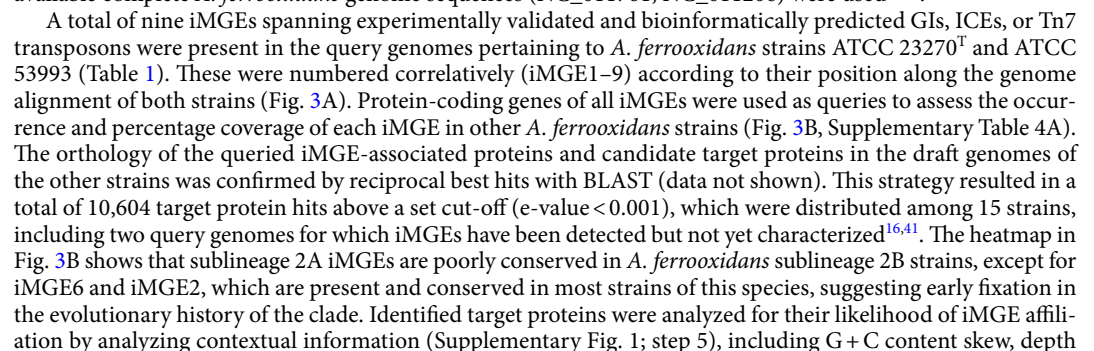 A total of nine iMGEs spanning experimentally validated and bioinformatically predicted GIs, ICEs, or Tn7
transposons were present in the query genomes pertaining to A. ferrooxidans strains ATCC 23270ᵀ and ATCC
53993 (Table 1). These were numbered correlatively (iMGE1–9) according to their position along the genome
alignment of both strains (Fig. 3A). Protein-coding genes of all iMGEs were used as queries to assess the occur-
rence and percentage coverage of each iMGE in other A. ferrooxidans strains (Fig. 3B, Supplementary Table 4A).
The orthology of the queried iMGE-associated proteins and candidate target proteins in the draft genomes of
the other strains was confirmed by reciprocal best hits with BLAST (data not shown). This strategy resulted in a
total of 10,604 target protein hits above a set cut-off (e-value < 0.001), which were distributed among 15 strains,
including two query genomes for which iMGEs have been detected but not yet characterized¹⁶,⁴¹. The heatmap in
Fig. 3B shows that sublineage 2A iMGEs are poorly conserved in A. ferrooxidans sublineage 2B strains, except for
iMGE6 and iMGE2, which are present and conserved in most strains of this species, suggesting early fixation in
the evolutionary history of the clade. Identified target proteins were analyzed for their likelihood of iMGE affili-
ation by analyzing contextual information (Supplementary Fig. 1; step 5), including G + C content skew, depth